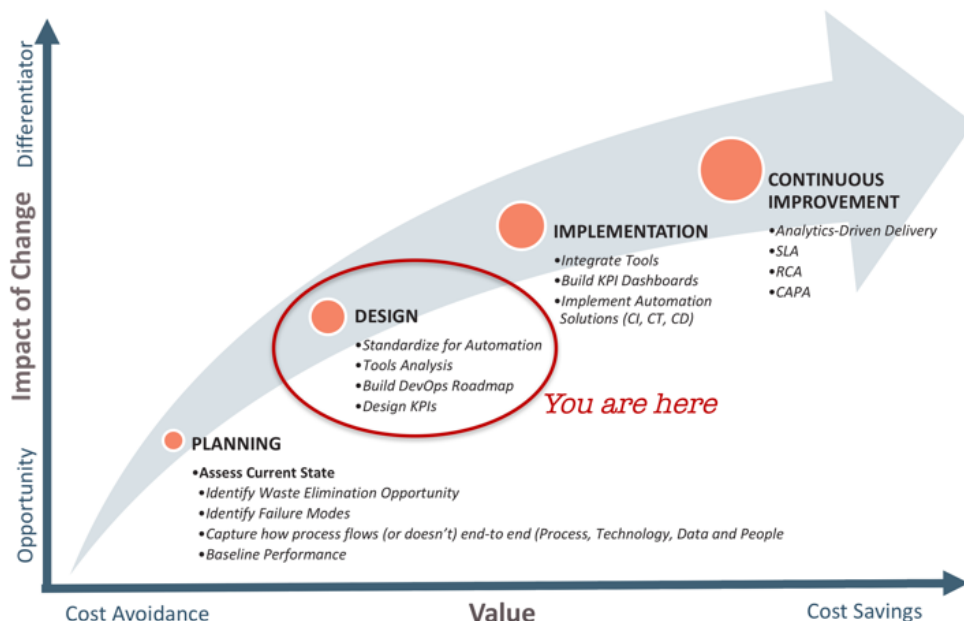 Differentiator
Impact of Change
Opportunity
CONTINUOUS
IMPROVEMENT
•Analytics-Driven Delivery
•SLA
•RCA
•CAPA
IMPLEMENTATION
•Integrate Tools
•Build KPI Dashboards
•Implement Automation
Solutions (CI, CT, CD)
DESIGN
•Standardize for Automation
•Tools Analysis
•Build DevOps Roadmap
•Design KPIs
You are here
PLANNING
•Assess Current State
•Identify Waste Elimination Opportunity
•Identify Failure Modes
•Capture how process flows (or doesn't) end-to end (Process, Technology, Data and People
•Baseline Performance
Cost Avoidance
Value
Cost Savings